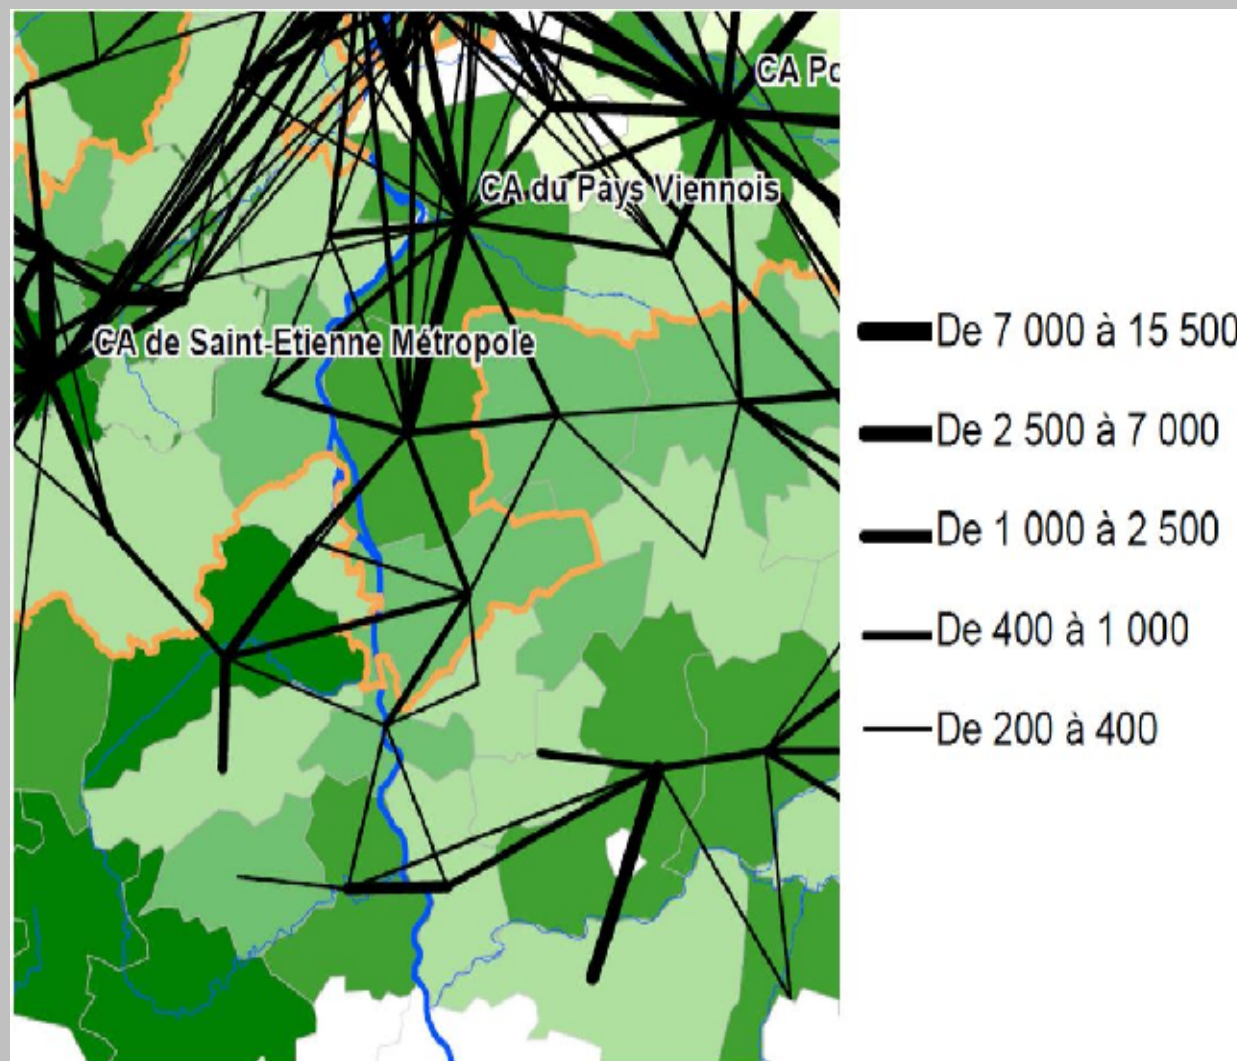 CA Po
CA du Pays Viennois
CA de Saint-Etienne Métropole
De 7 000 à 15 500
De 2 500 à 7 000
De 1 000 à 2 500
De 400 à 1 000
De 200 à 400